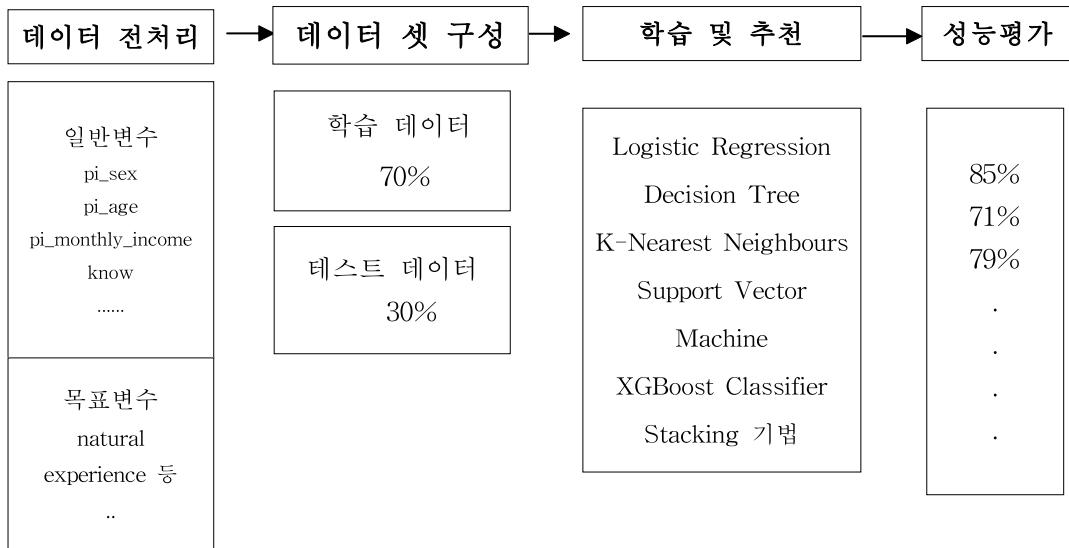 데이터 전처리
데이터 셋 구성
학습 및 추천
성능평가
일반변수
pi_sex
pi_age
pi_monthly_income
know
......
목표변수
natural
experience 등
..
학습 데이터
70%
테스트 데이터
30%
Logistic Regression
Decision Tree
K-Nearest Neighbours
Support Vector
Machine
XGBoost Classifier
Stacking 기법
85%
71%
79%
.
.
.
.